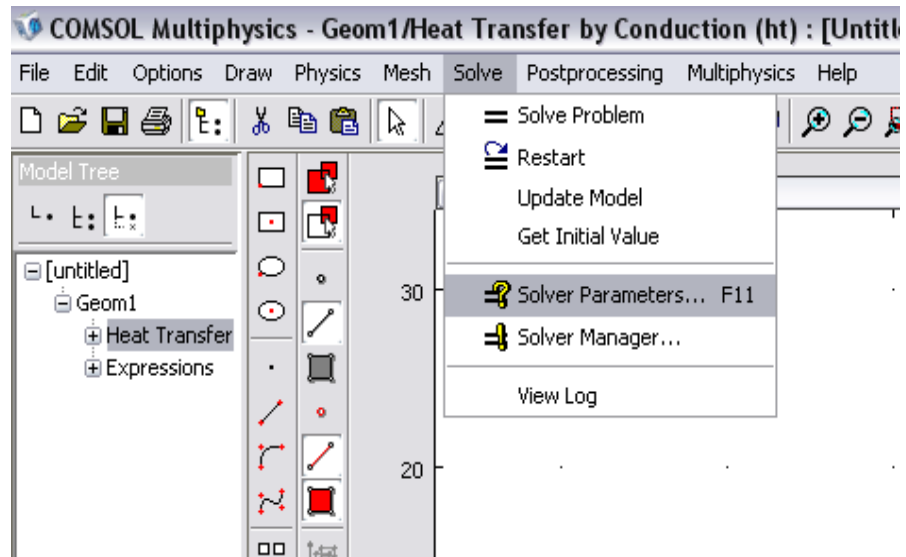 COMSOL Multiphysics - Geom1/Heat Transfer by Conduction (ht) : [Untitl
File Edit Options Draw Physics Mesh Solve Postprocessing Multiphysics Help
Solve Problem
Restart
Update Model
Get Initial Value
Solver Parameters... F11
Solver Manager...
View Log
Model Tree
[untitled]
Geom1
Heat Transfer
Expressions
30
20